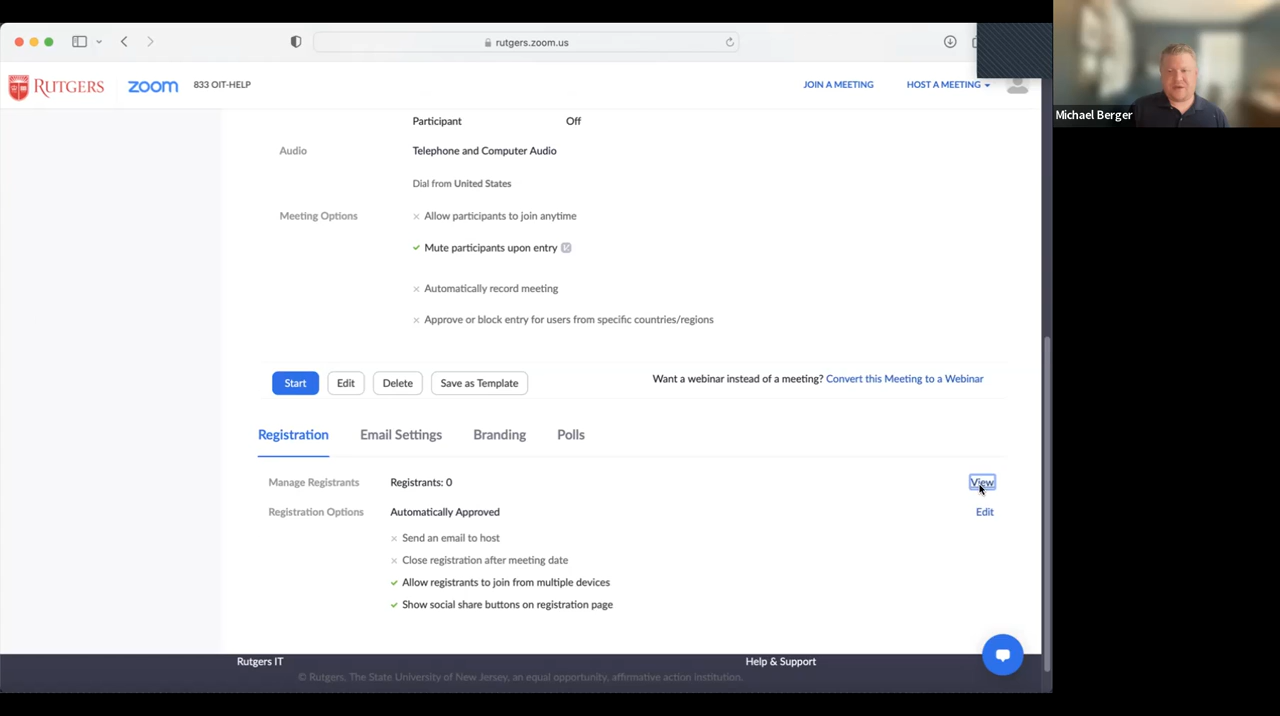 rutgers.zoom.us
RUTGERS zoom 833 OIT-HELP JOIN A MEETING HOST A MEETING
Michael Berger
Participant Off
Audio Telephone and Computer Audio
Dial from United States
Meeting Options Allow participants to join anytime
Mute participants upon entry
Automatically record meeting
Approve or block entry for users from specific countries/regions
Start Edit Delete Save as Template Want a webinar instead of a meeting? Convert this Meeting to a Webinar
Registration Email Settings Branding Polls
Manage Registrants Registrants: 0 View
Registration Options Automatically Approved Edit
Send an email to host
Close registration after meeting date
Allow registrants to join from multiple devices
Show social share buttons on registration page
Rutgers IT Help & Support
© Rutgers, The State University of New Jersey, an equal opportunity, affirmative action institution.